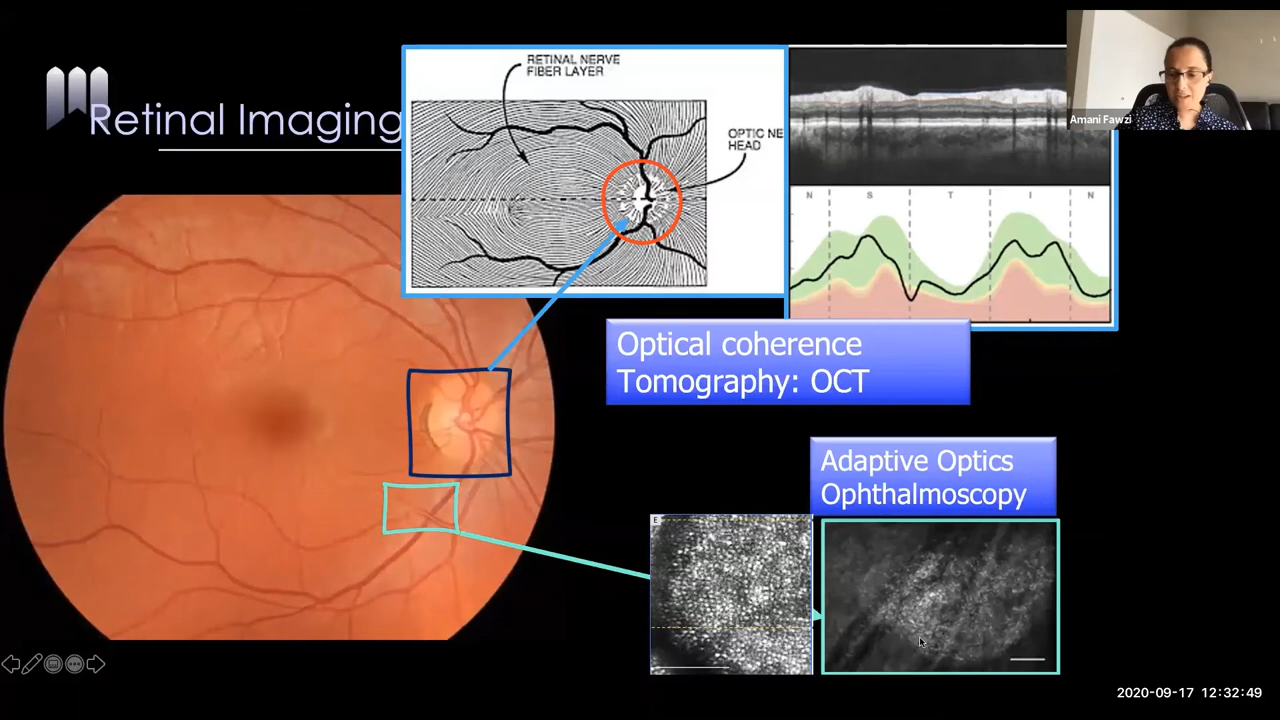 Retinal Imaging
RETINAL NERVE
FIBER LAYER
OPTIC NE
HEAD
Amani Fawzi
N S T I N
Optical coherence
Tomography: OCT
Adaptive Optics
Ophthalmoscopy
E
2020-09-17 12:32:49